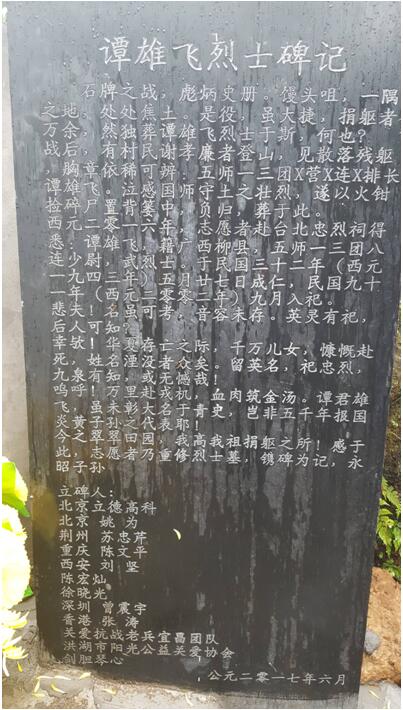 谭雄飞烈士碑记
石牌之战，彪炳史册。馒头咀，一隅
之地，处处焦土。是役，虽大捷，捐躯者
万余，然独葬谭雄飞烈士于斯，何也？
战后，有村民谢孝廉者登山，见散落残躯
，胸章依稀可辨 五师一三团X营X连X排长
谭雄飞 守土之壮烈，遂以火钳
捡碎尸置 背篓，负归，葬于此。
西元二零一六年，志愿者赴台北忠烈祠得
悉，谭雄飞烈士，广西 柳县，五师一三团八
连少尉 于民国三十二年（西元
一九四三年）五月廿七日成仁，民国九十
一年（西元二零零二年）九月入祀。
悲夫！ 虽 可考，音容未存。英灵有祀，
后人可知
幸 ！华夏存亡之际，千万儿女，慷慨赴
死，姓名湮没 之众矣。留英名，祀忠烈，
九泉有知，或无憾哉！
呜呼！万里赴戎机，血肉筑金汤。谭君雄
飞，虽未彰大名于青史，岂非五千年报国
炎黄子孙之代表耶！
今之翠 田园，我高我祖捐躯之所！感于
此， 志愿者乃重修烈士墓，镌碑为记，永
昭子孙
立碑人：
北京立德高科
北京 姚为
荆州 苏忠芹
重庆 陈文平
西安 刘坚
陈宏灿
徐晓光
深圳 曾震宇
香港 张涛
关爱抗战老兵宜昌团队
洪湖市阳光公益关爱协会
剑胆琴心
公元二零一七年六月